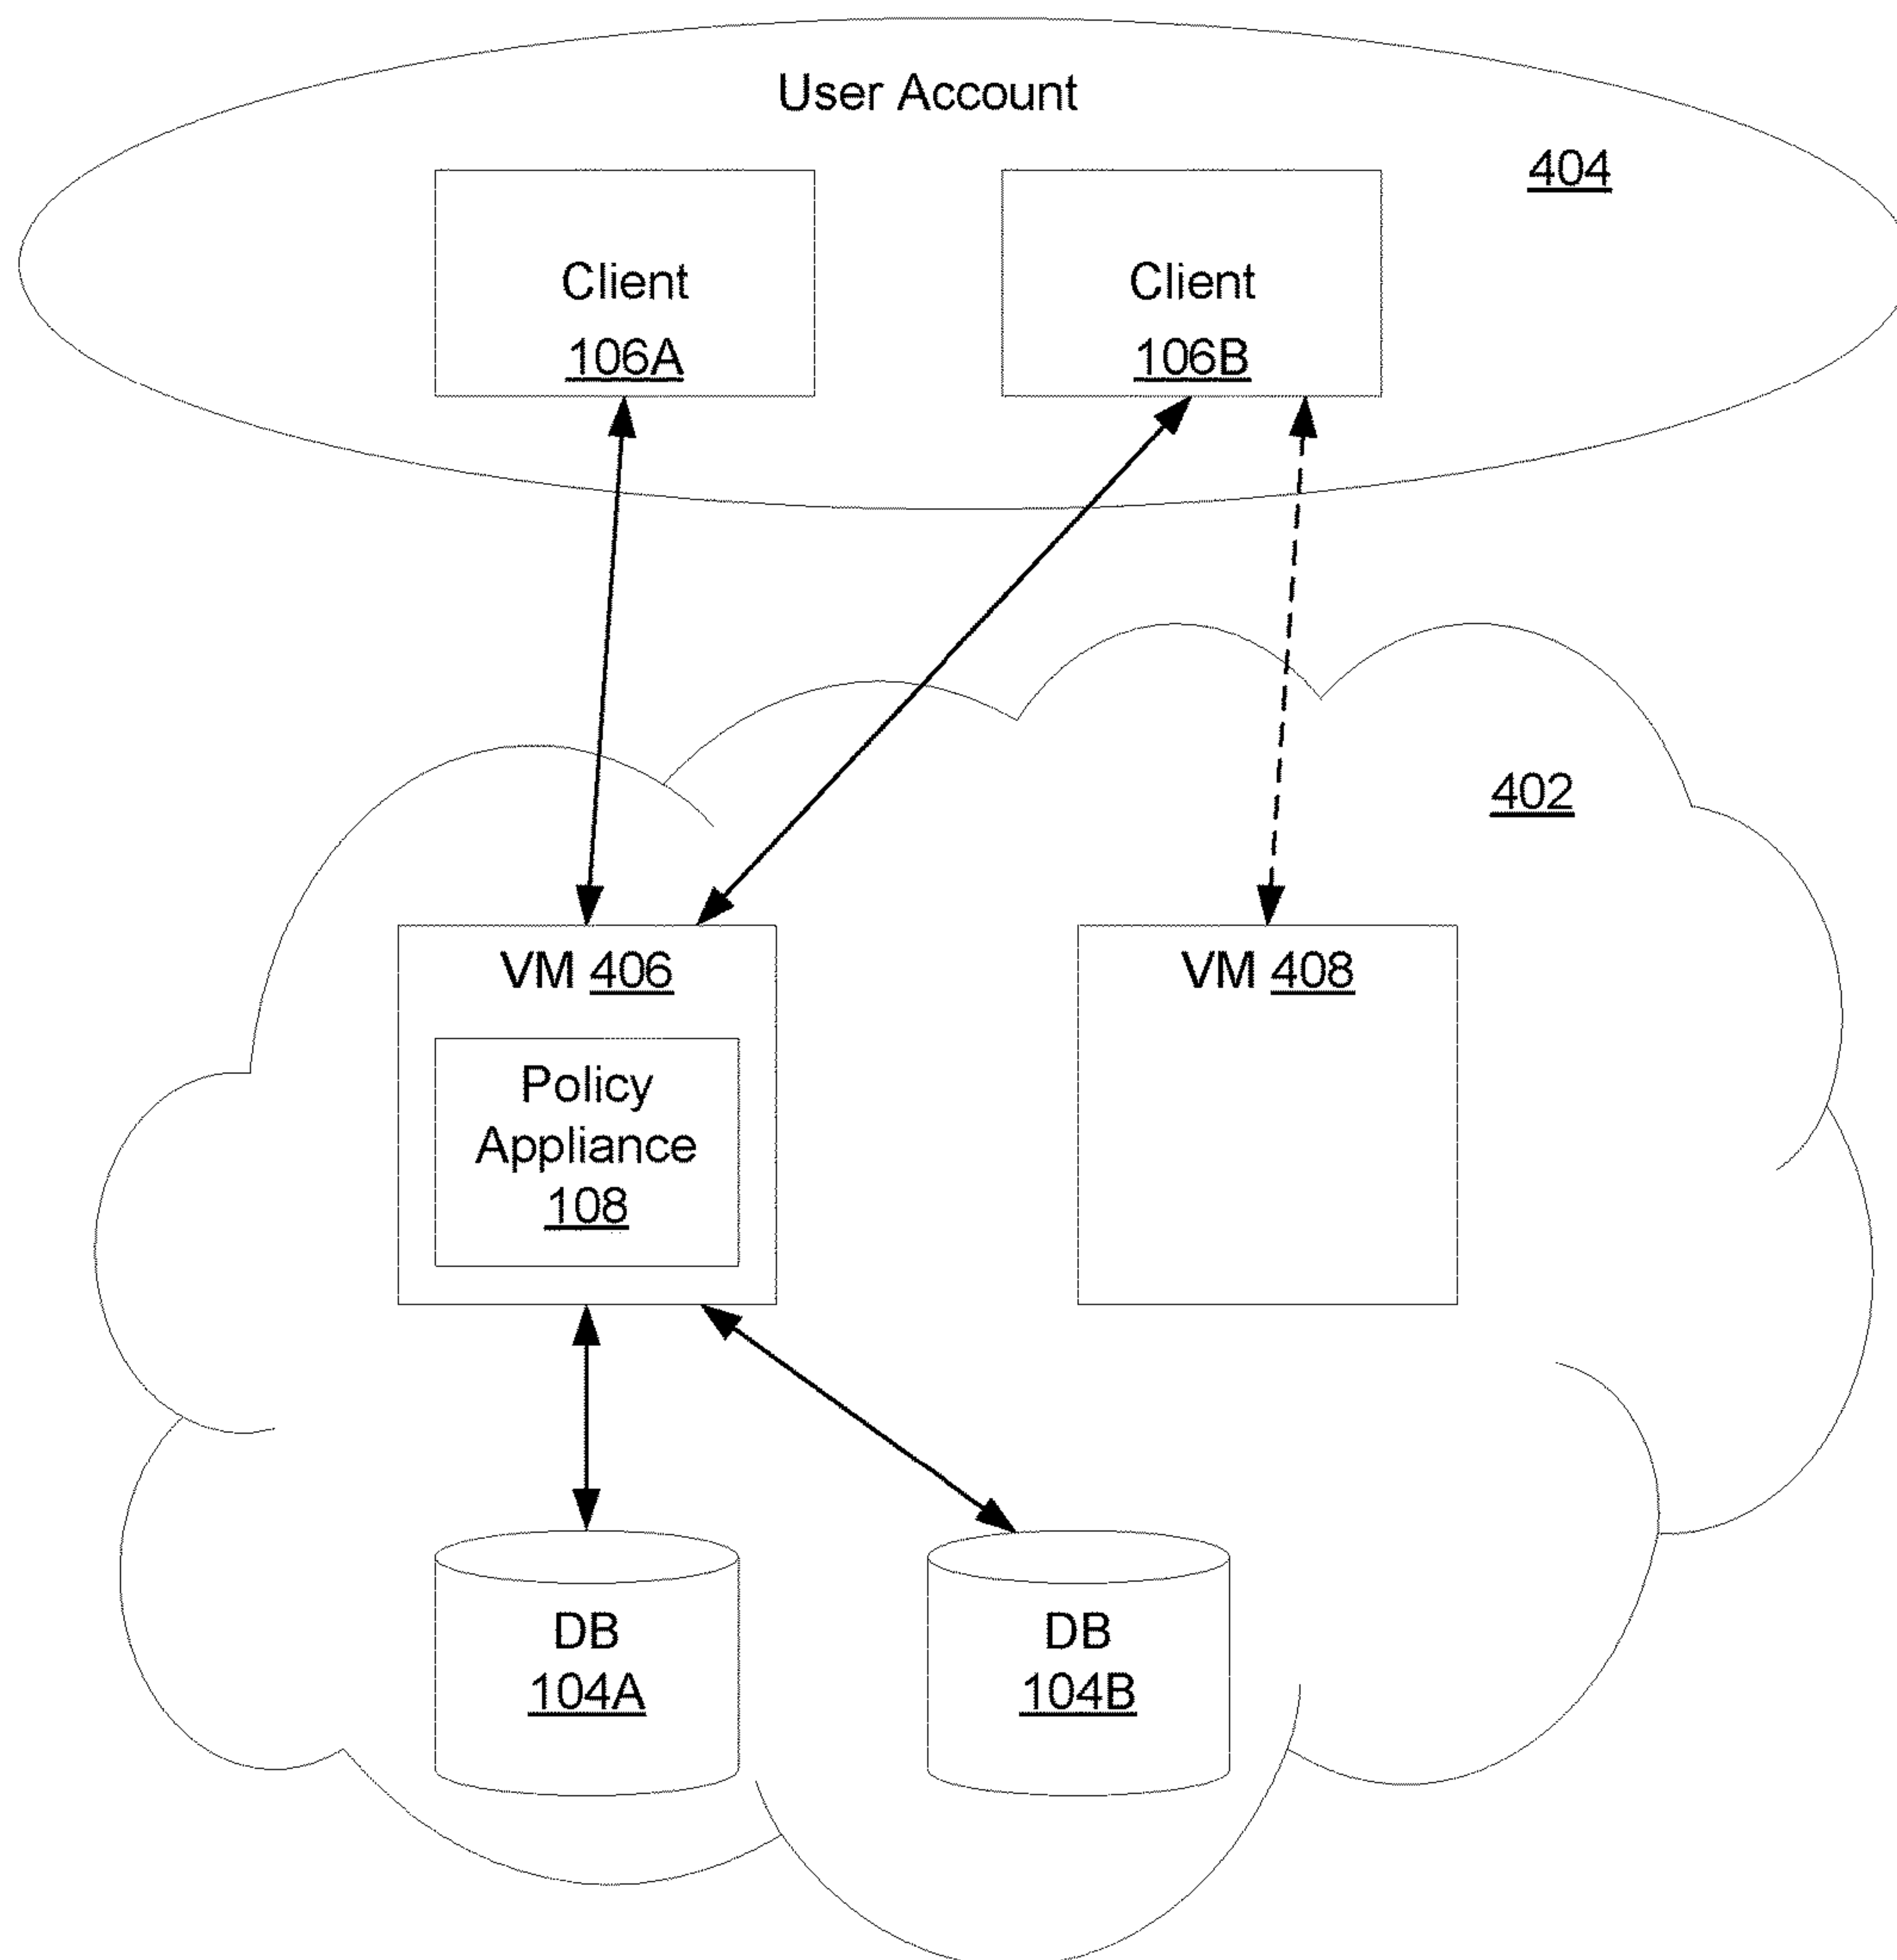 User Account
404
Client
106A
Client
106B
402
VM 406
Policy
Appliance
108
VM 408
DB
104A
DB
104B